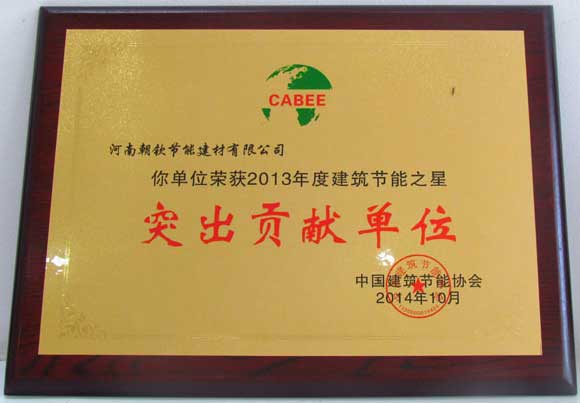 CABEE
河南朝钦节能建材有限公司
你单位荣获2013年度建筑节能之星
突出贡献单位
中国建筑节能协会
2014年10月